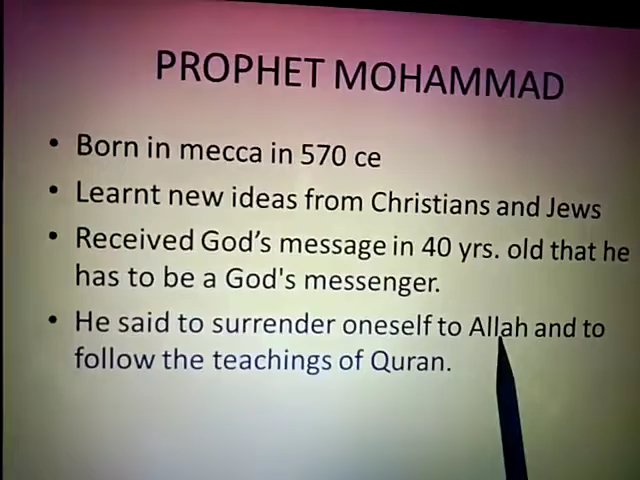 PROPHET MOHAMMAD
• Born in mecca in 570 ce
• Learnt new ideas from Christians and Jews
• Received God's message in 40 yrs. old that he
has to be a God's messenger.
• He said to surrender oneself to Allah and to
follow the teachings of Quran.